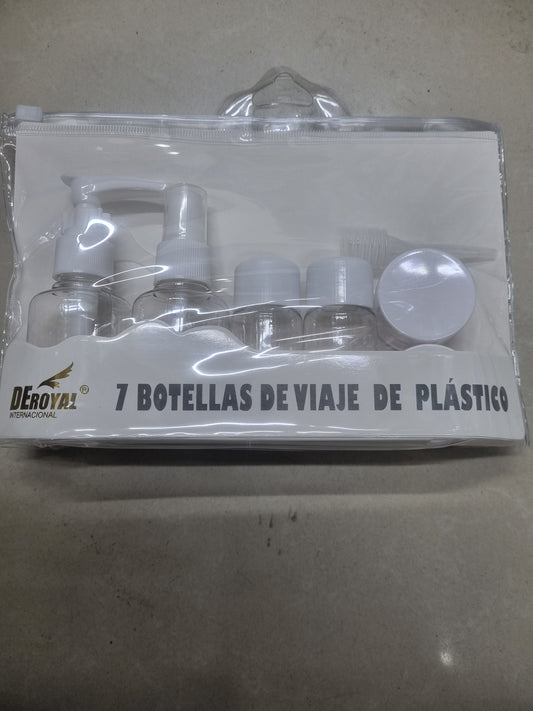 DEROYAL ®
INTERNACIONAL
7 BOTELLAS DE VIAJE DE PLÁSTICO